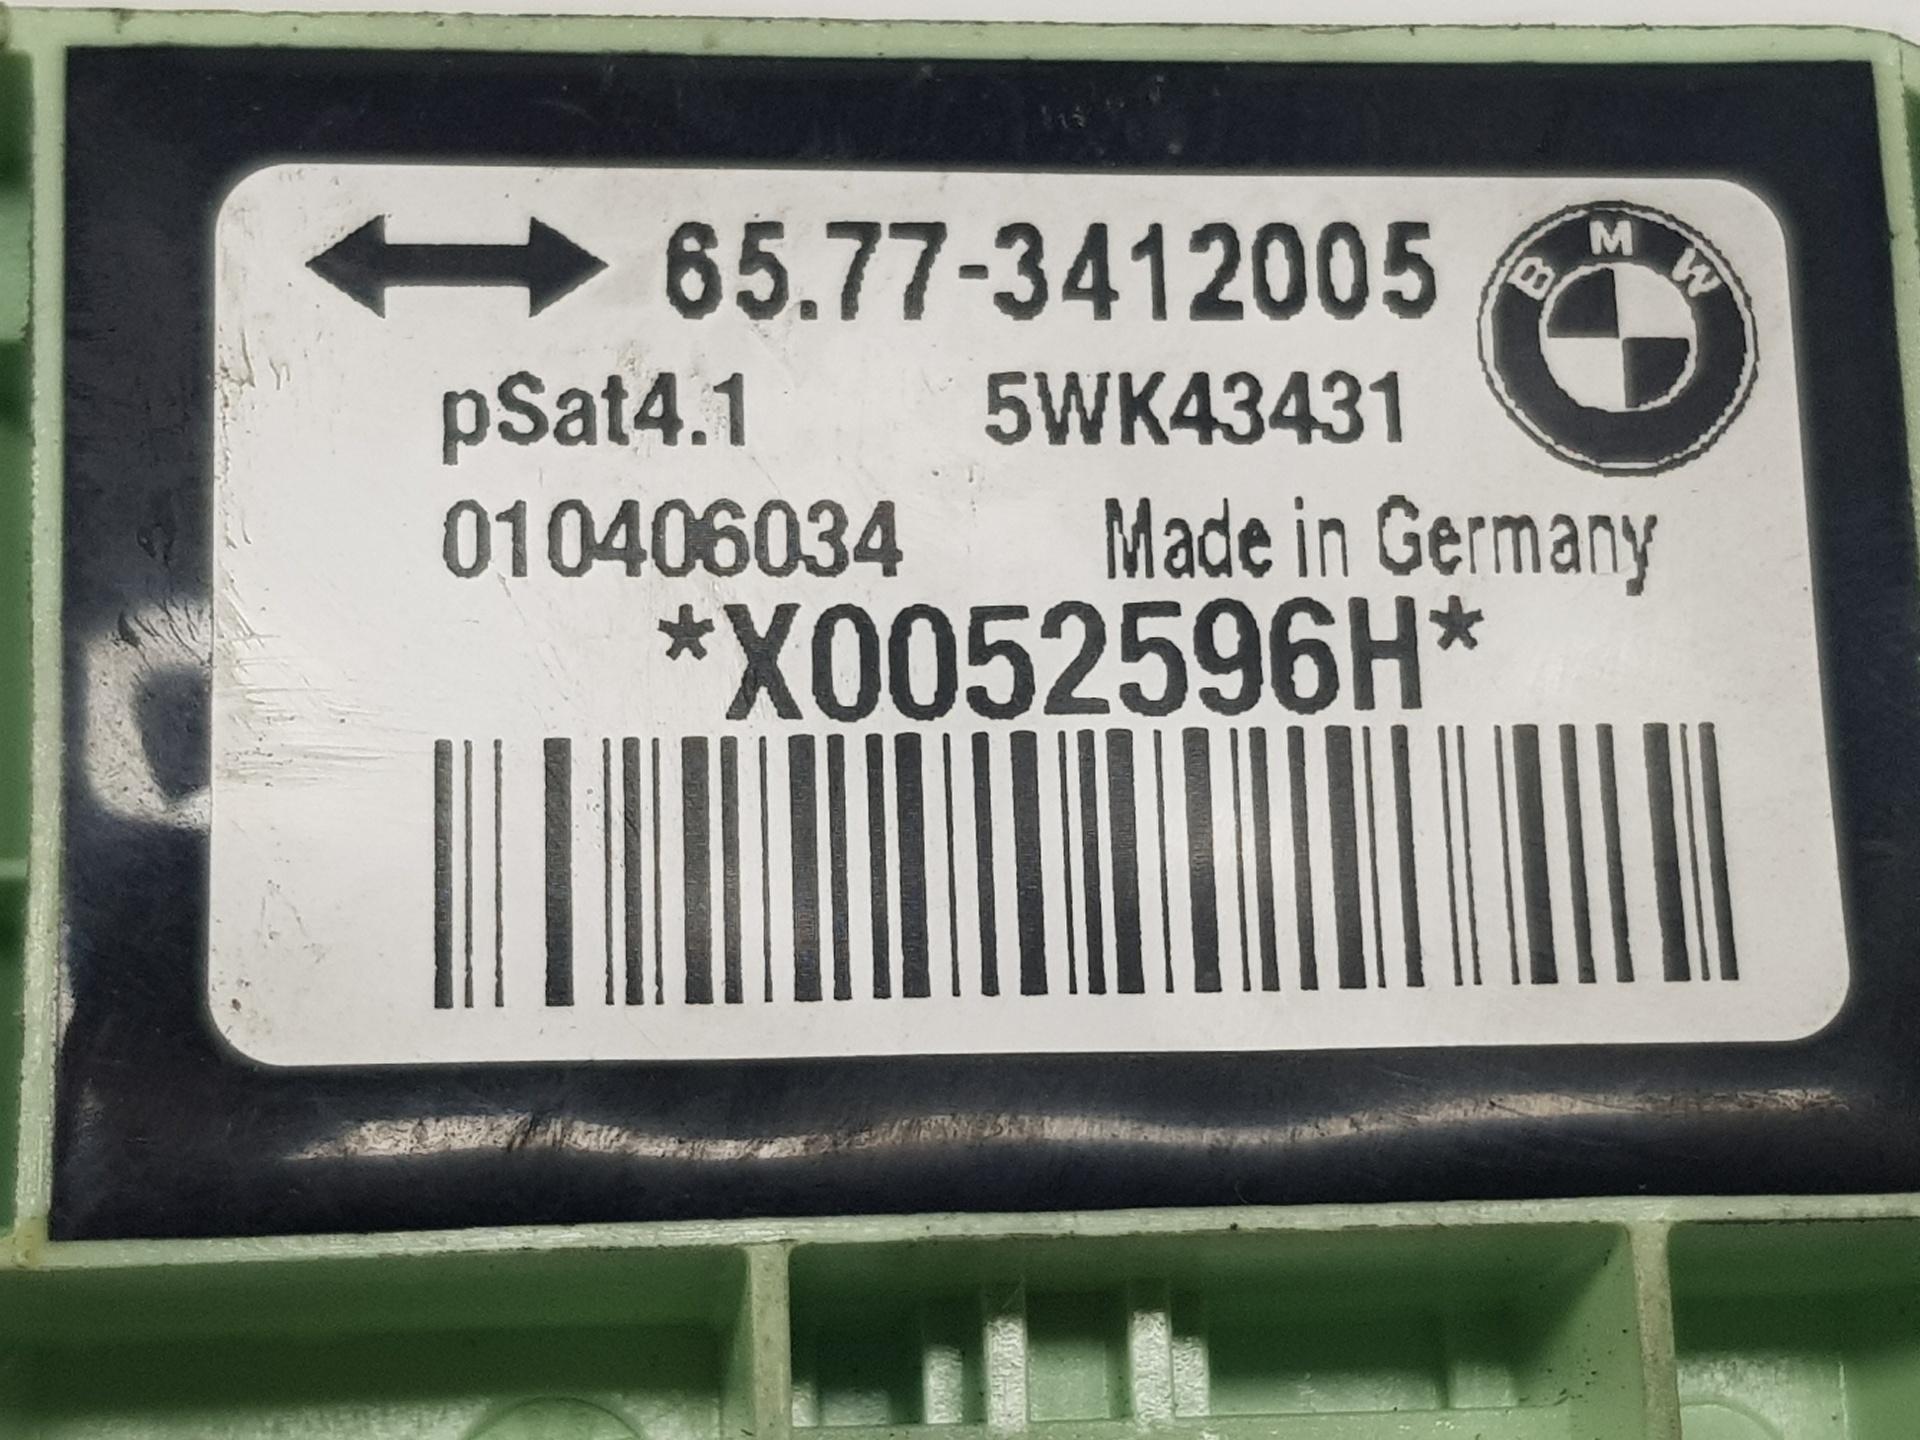 65.77-3412005
BMW
pSat4.1 5WK43431
010406034 Made in Germany
*X0052596H*